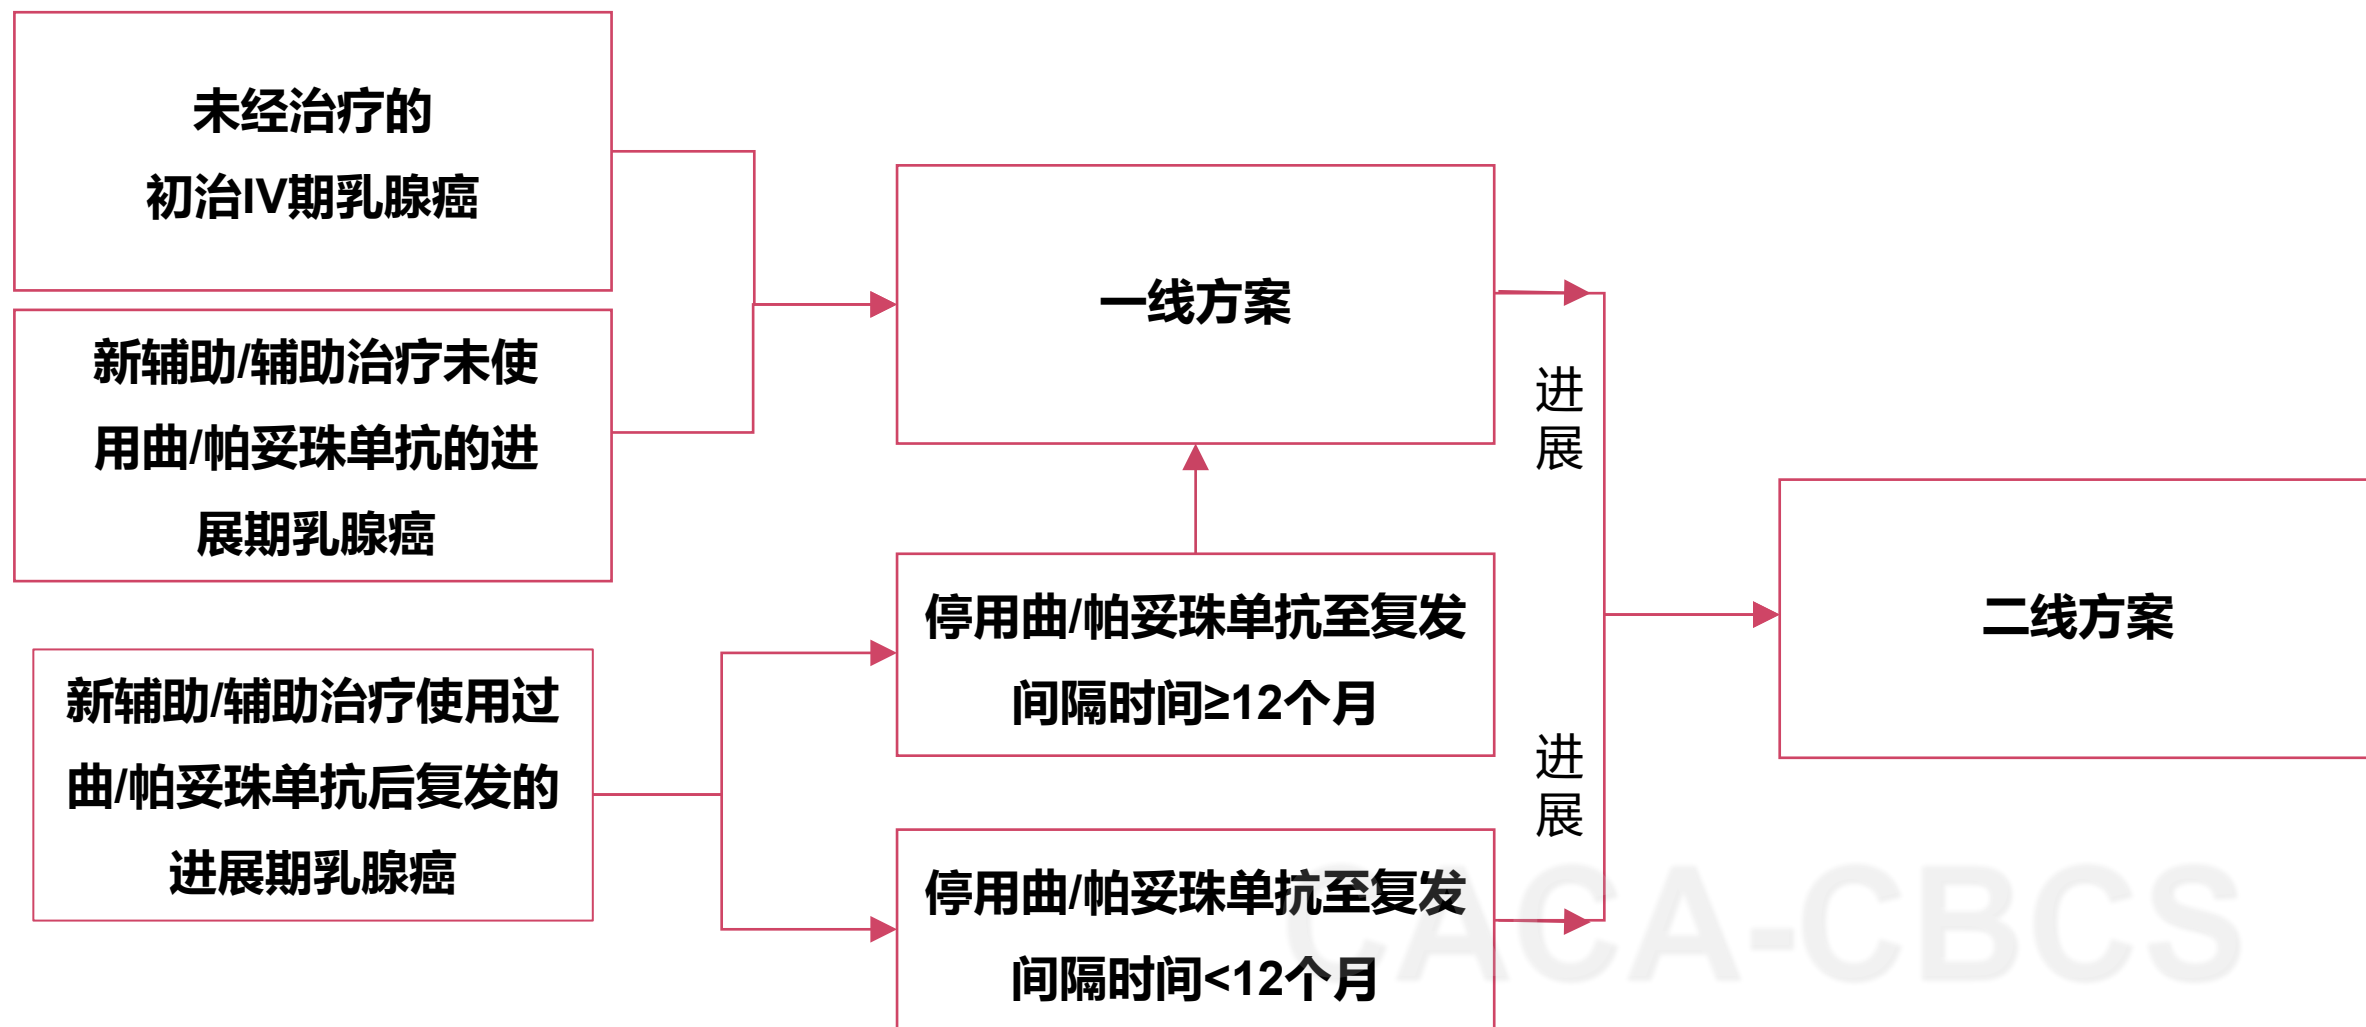 未经治疗的
初治IV期乳腺癌
新辅助/辅助治疗未使
用曲/帕妥珠单抗的进
展期乳腺癌
新辅助/辅助治疗使用过
曲/帕妥珠单抗后复发的
进展期乳腺癌
一线方案
停用曲/帕妥珠单抗至复发
间隔时间≥12个月
停用曲/帕妥珠单抗至复发
间隔时间<12个月
进展
进展
二线方案
CACA-CBCS